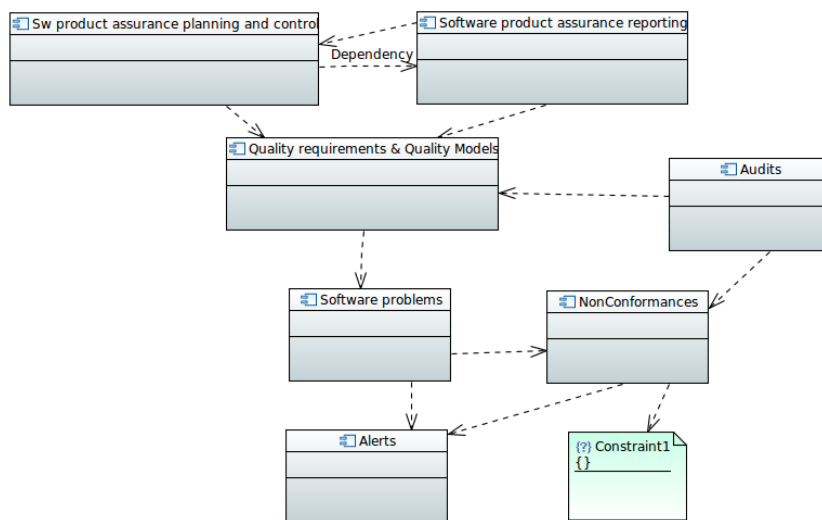 Sw product assurance planning and control
Software product assurance reporting
Dependency
Quality requirements & Quality Models
Audits
Software problems
NonConformances
Alerts
{?} Constraint1
{}